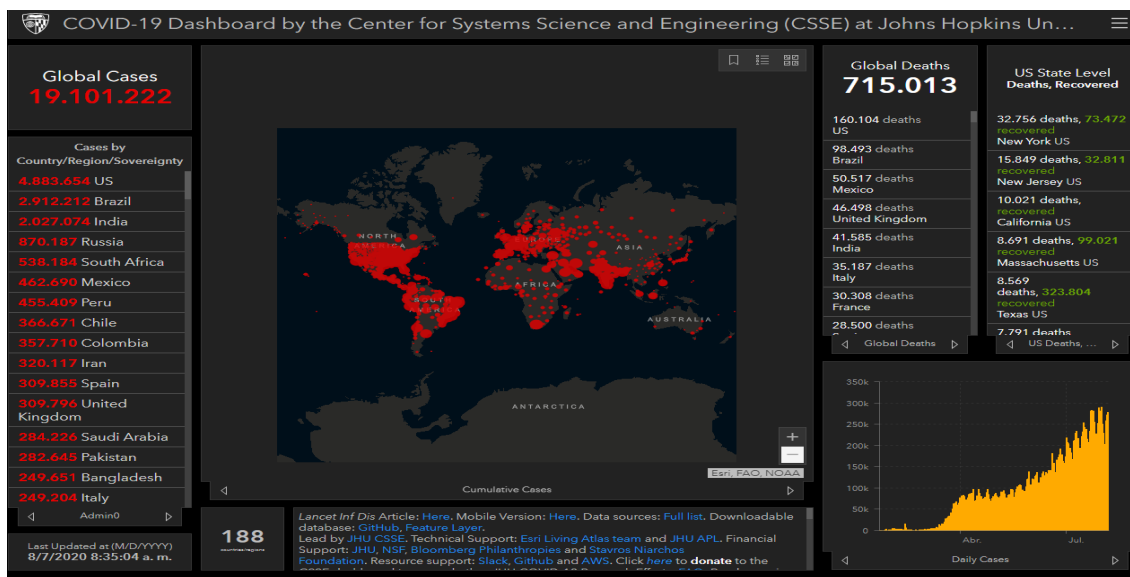 COVID-19 Dashboard by the Center for Systems Science and Engineering (CSSE) at Johns Hopkins Un...
Global Cases
19.101.222
Cases by
Country/Region/Sovereignty
4.883.654 US
2.912.212 Brazil
2.027.074 India
870.187 Russia
538.184 South Africa
462.690 Mexico
455.409 Peru
366.671 Chile
357.710 Colombia
320.117 Iran
309.855 Spain
309.796 United
Kingdom
284.226 Saudi Arabia
282.645 Pakistan
249.651 Bangladesh
249.204 Italy
Admin0
Last Updated at (M/D/YYYY)
8/7/2020 8:35:04 a. m.
NORTH
AMERICA
SOUTH
AMERICA
EUROPE
ASIA
AFRICA
AUSTRALIA
ANTARCTICA
+
−
Esri, FAO, NOAA
Cumulative Cases
188
countries/regions
Lancet Inf Dis Article: Here. Mobile Version: Here. Data sources: Full list. Downloadable
database: GitHub, Feature Layer.
Lead by JHU CSSE. Technical Support: Esri Living Atlas team and JHU APL. Financial
Support: JHU, NSF, Bloomberg Philanthropies and Stavros Niarchos
Foundation. Resource support: Slack, Github and AWS. Click here to donate to the
Global Deaths
715.013
160.104 deaths
US
98.493 deaths
Brazil
50.517 deaths
Mexico
46.498 deaths
United Kingdom
41.585 deaths
India
35.187 deaths
Italy
30.308 deaths
France
28.500 deaths
Global Deaths
US State Level
Deaths, Recovered
32.756 deaths, 73.472
recovered
New York US
15.849 deaths, 32.811
recovered
New Jersey US
10.021 deaths,
recovered
California US
8.691 deaths, 99.021
recovered
Massachusetts US
8.569
deaths, 323.804
recovered
Texas US
7.791 deaths
US Deaths, ...
350k
300k
250k
200k
150k
100k
50k
0
Abr.
Jul.
Daily Cases